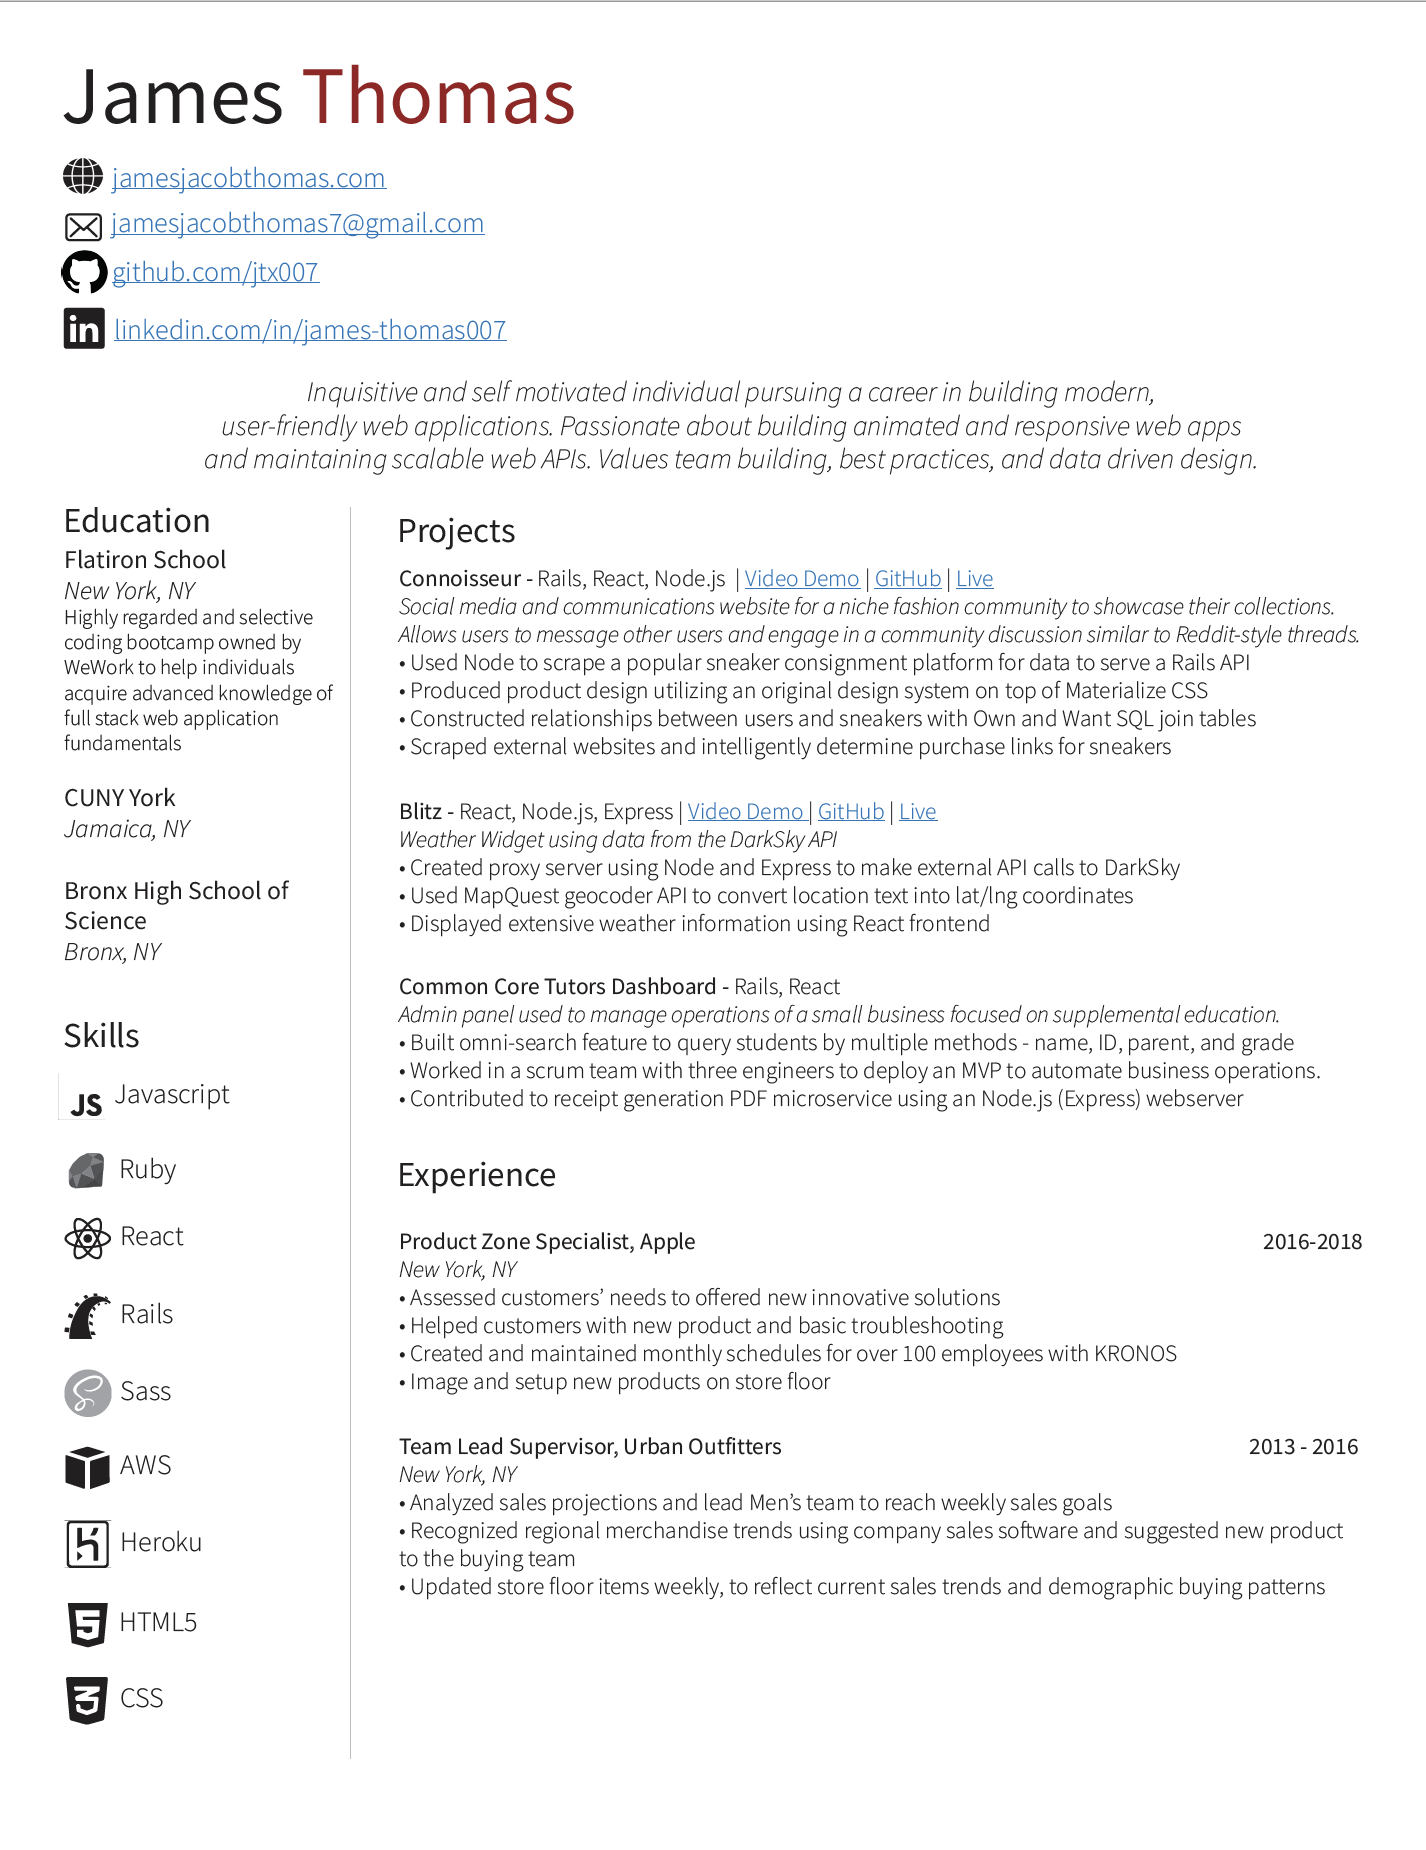 James Thomas
jamesjacobthomas.com
jamesjacobthomas7@gmail.com
github.com/jtx007
in linkedin.com/in/james-thomas007
Inquisitive and self motivated individual pursuing a career in building modern,
user-friendly web applications. Passionate about building animated and responsive web apps
and maintaining scalable web APIs. Values team building, best practices, and data driven design.
Education
Flatiron School
New York, NY
Highly regarded and selective
coding bootcamp owned by
WeWork to help individuals
acquire advanced knowledge of
full stack web application
fundamentals
CUNY York
Jamaica, NY
Bronx High School of
Science
Bronx, NY
Skills
JS Javascript
Ruby
React
Rails
Sass
AWS
Heroku
5 HTML5
3 CSS
Projects
Connoisseur - Rails, React, Node.js | Video Demo | GitHub | Live
Social media and communications website for a niche fashion community to showcase their collections.
Allows users to message other users and engage in a community discussion similar to Reddit-style threads.
• Used Node to scrape a popular sneaker consignment platform for data to serve a Rails API
• Produced product design utilizing an original design system on top of Materialize CSS
• Constructed relationships between users and sneakers with Own and Want SQL join tables
• Scraped external websites and intelligently determine purchase links for sneakers
Blitz - React, Node.js, Express | Video Demo | GitHub | Live
Weather Widget using data from the DarkSky API
• Created proxy server using Node and Express to make external API calls to DarkSky
• Used MapQuest geocoder API to convert location text into lat/lng coordinates
• Displayed extensive weather information using React frontend
Common Core Tutors Dashboard - Rails, React
Admin panel used to manage operations of a small business focused on supplemental education.
• Built omni-search feature to query students by multiple methods - name, ID, parent, and grade
• Worked in a scrum team with three engineers to deploy an MVP to automate business operations.
• Contributed to receipt generation PDF microservice using an Node.js (Express) webserver
Experience
Product Zone Specialist, Apple 2016-2018
New York, NY
• Assessed customers’ needs to offered new innovative solutions
• Helped customers with new product and basic troubleshooting
• Created and maintained monthly schedules for over 100 employees with KRONOS
• Image and setup new products on store floor
Team Lead Supervisor, Urban Outfitters 2013 - 2016
New York, NY
• Analyzed sales projections and lead Men’s team to reach weekly sales goals
• Recognized regional merchandise trends using company sales software and suggested new product
to the buying team
• Updated store floor items weekly, to reflect current sales trends and demographic buying patterns